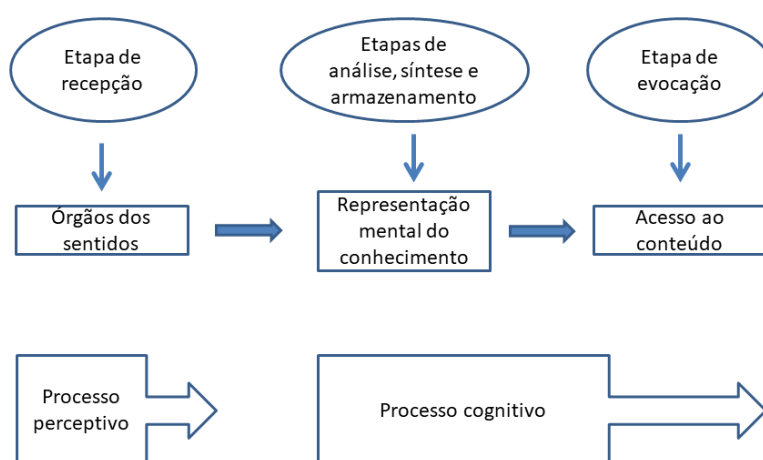 Etapa de
recepção
Etapas de
análise, síntese e
armazenamento
Etapa de
evocação
Órgãos dos
sentidos
Representação
mental do
conhecimento
Acesso ao
conteúdo
Processo
perceptivo
Processo cognitivo